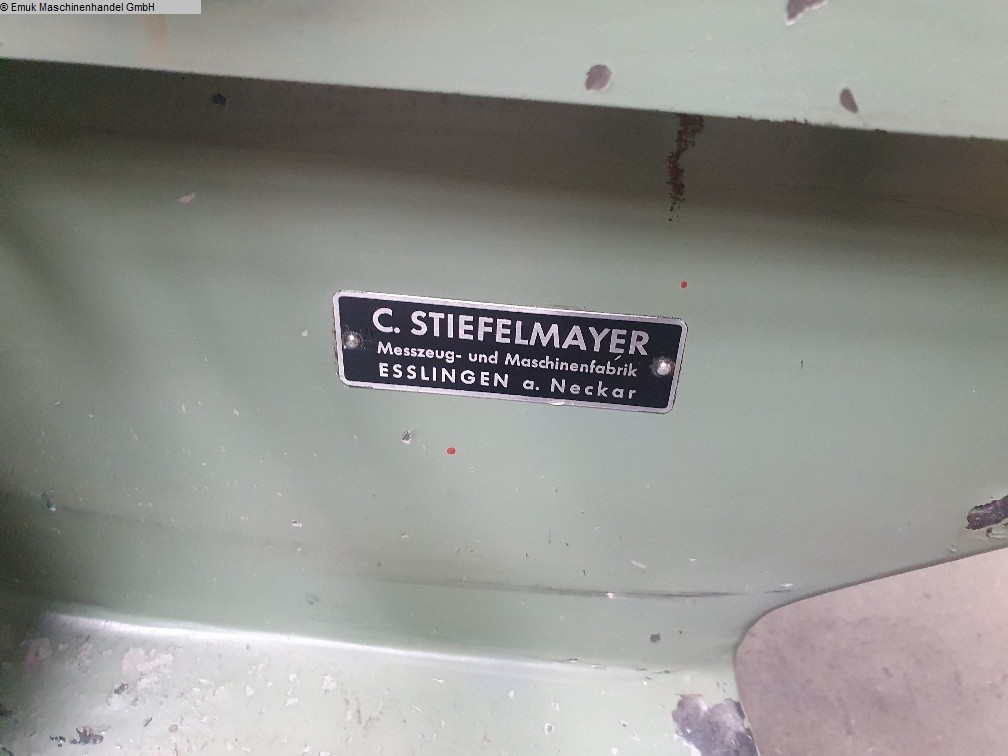 © Emuk Maschinenhandel GmbH
C. STIEFELMAYER
Messzeug- und Maschinenfabrik
ESSLINGEN a. Neckar